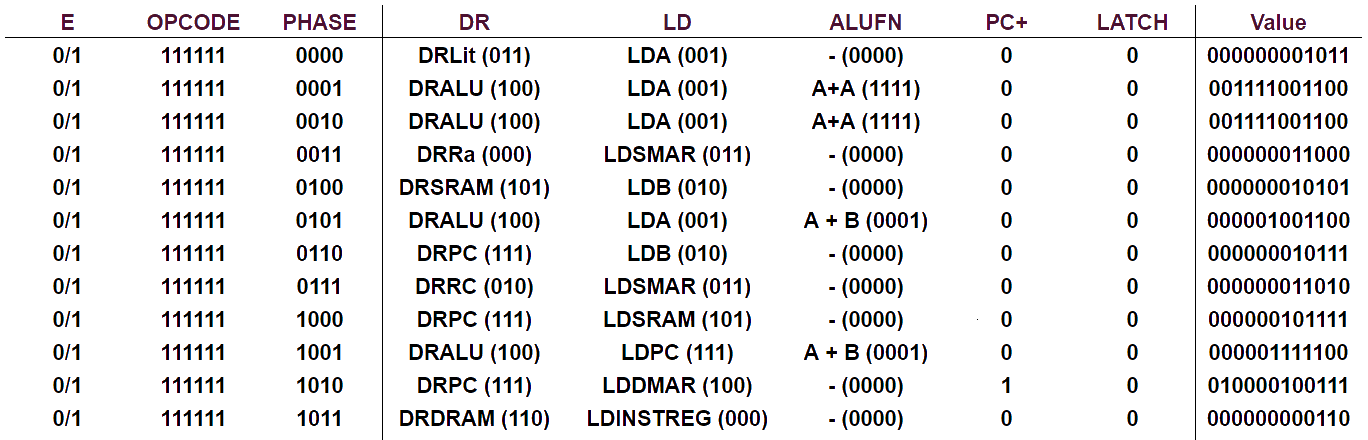 E OPCODE PHASE DR LD ALUFN PC+ LATCH Value
0/1 111111 0000 DRLit (011) LDA (001) - (0000) 0 0 000000001011
0/1 111111 0001 DRALU (100) LDA (001) A+A (1111) 0 0 001111001100
0/1 111111 0010 DRALU (100) LDA (001) A+A (1111) 0 0 001111001100
0/1 111111 0011 DRRa (000) LDSMAR (011) - (0000) 0 0 000000011000
0/1 111111 0100 DRSRAM (101) LDB (010) - (0000) 0 0 000000010101
0/1 111111 0101 DRALU (100) LDA (001) A + B (0001) 0 0 000001001100
0/1 111111 0110 DRPC (111) LDB (010) - (0000) 0 0 000000010111
0/1 111111 0111 DRRC (010) LDSMAR (011) - (0000) 0 0 000000011010
0/1 111111 1000 DRPC (111) LDSRAM (101) - (0000) 0 0 000000101111
0/1 111111 1001 DRALU (100) LDPC (111) A + B (0001) 0 0 000001111100
0/1 111111 1010 DRPC (111) LDDMAR (100) - (0000) 1 0 010000100111
0/1 111111 1011 DRDRAM (110) LDINSTREG (000) - (0000) 0 0 000000000110